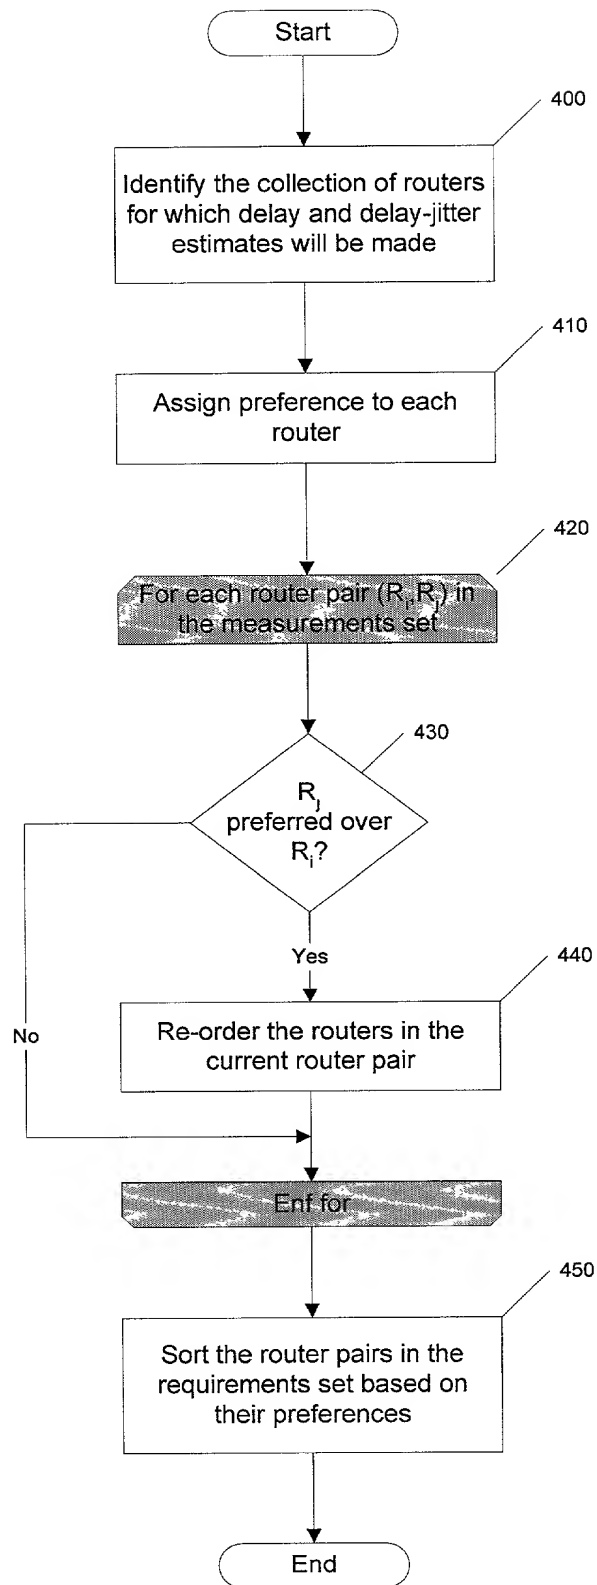 Start
400
Identify the collection of routers
for which delay and delay-jitter
estimates will be made
410
Assign preference to each
router
420
For each router pair (Ri,Rj) in
the measurements set
430
Rj
preferred over
Ri?
Yes
No
440
Re-order the routers in the
current router pair
Enf for
450
Sort the router pairs in the
requirements set based on
their preferences
End